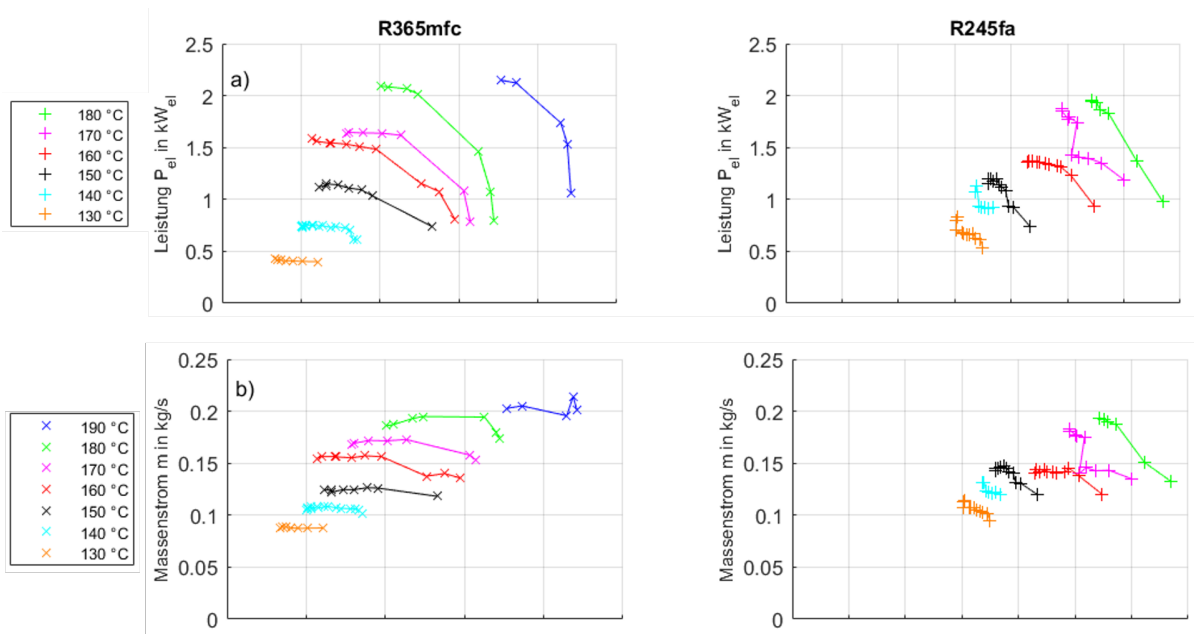 R365mfc
R245fa
a)
Leistung P_el in kW_el
2.5
2
1.5
1
0.5
0
Leistung P_el in kW_el
2.5
2
1.5
1
0.5
0
180 °C
170 °C
160 °C
150 °C
140 °C
130 °C
b)
Massenstrom m in kg/s
0.25
0.2
0.15
0.1
0.05
0
Massenstrom m in kg/s
0.25
0.2
0.15
0.1
0.05
0
190 °C
180 °C
170 °C
160 °C
150 °C
140 °C
130 °C